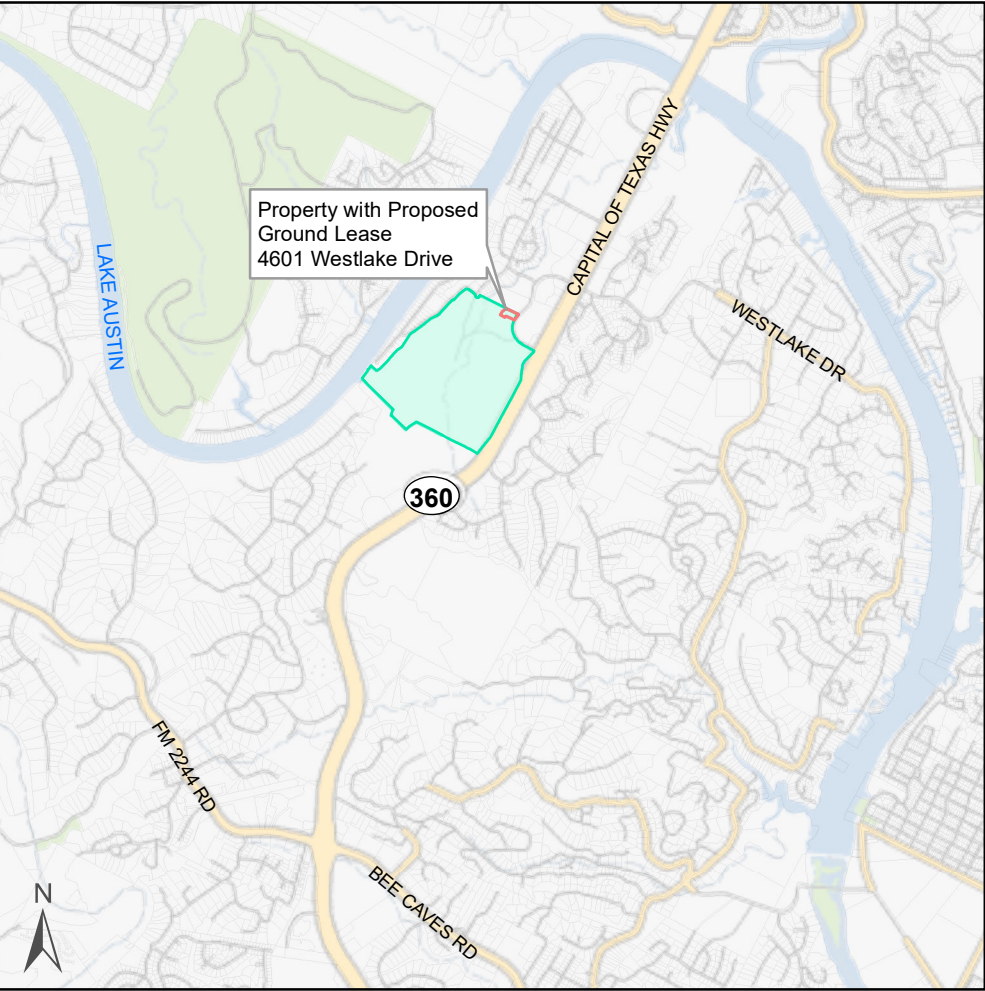 CAPITAL OF TEXAS HWY
Property with Proposed
Ground Lease
4601 Westlake Drive
LAKE AUSTIN
WESTLAKE DR
360
FM 2244 RD
BEE CAVES RD
N